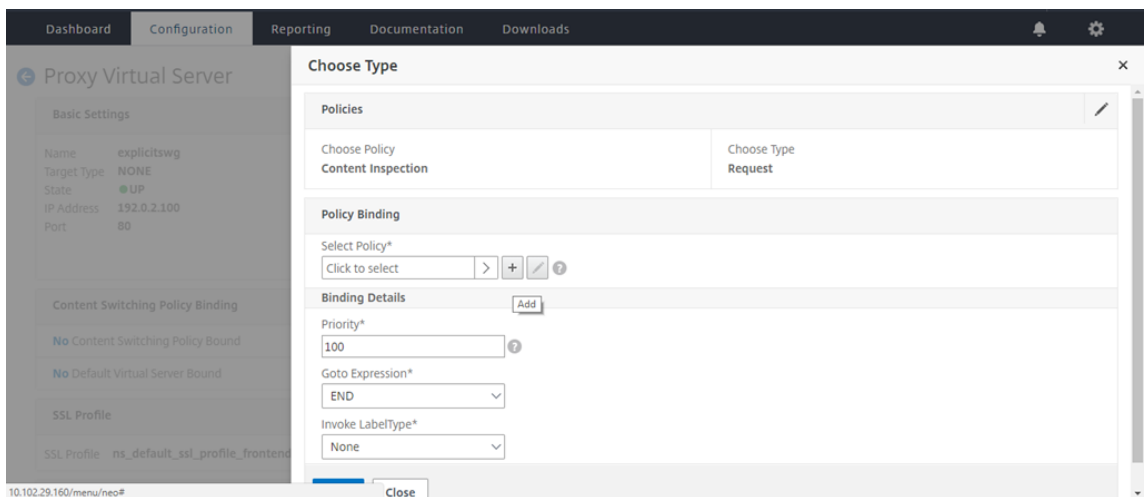 Dashboard Configuration Reporting Documentation Downloads
Proxy Virtual Server
Basic Settings
Name explicitswg
Target Type NONE
State UP
IP Address 192.0.2.100
Port 80
Content Switching Policy Binding
No Content Switching Policy Bound
No Default Virtual Server Bound
SSL Profile
SSL Profile ns_default_ssl_profile_frontend
Choose Type
Policies
Choose Policy Choose Type
Content Inspection Request
Policy Binding
Select Policy*
Click to select
Add
Binding Details
Priority*
100
Goto Expression*
END
Invoke LabelType*
None
Close
10.102.29.160/menu/neo#